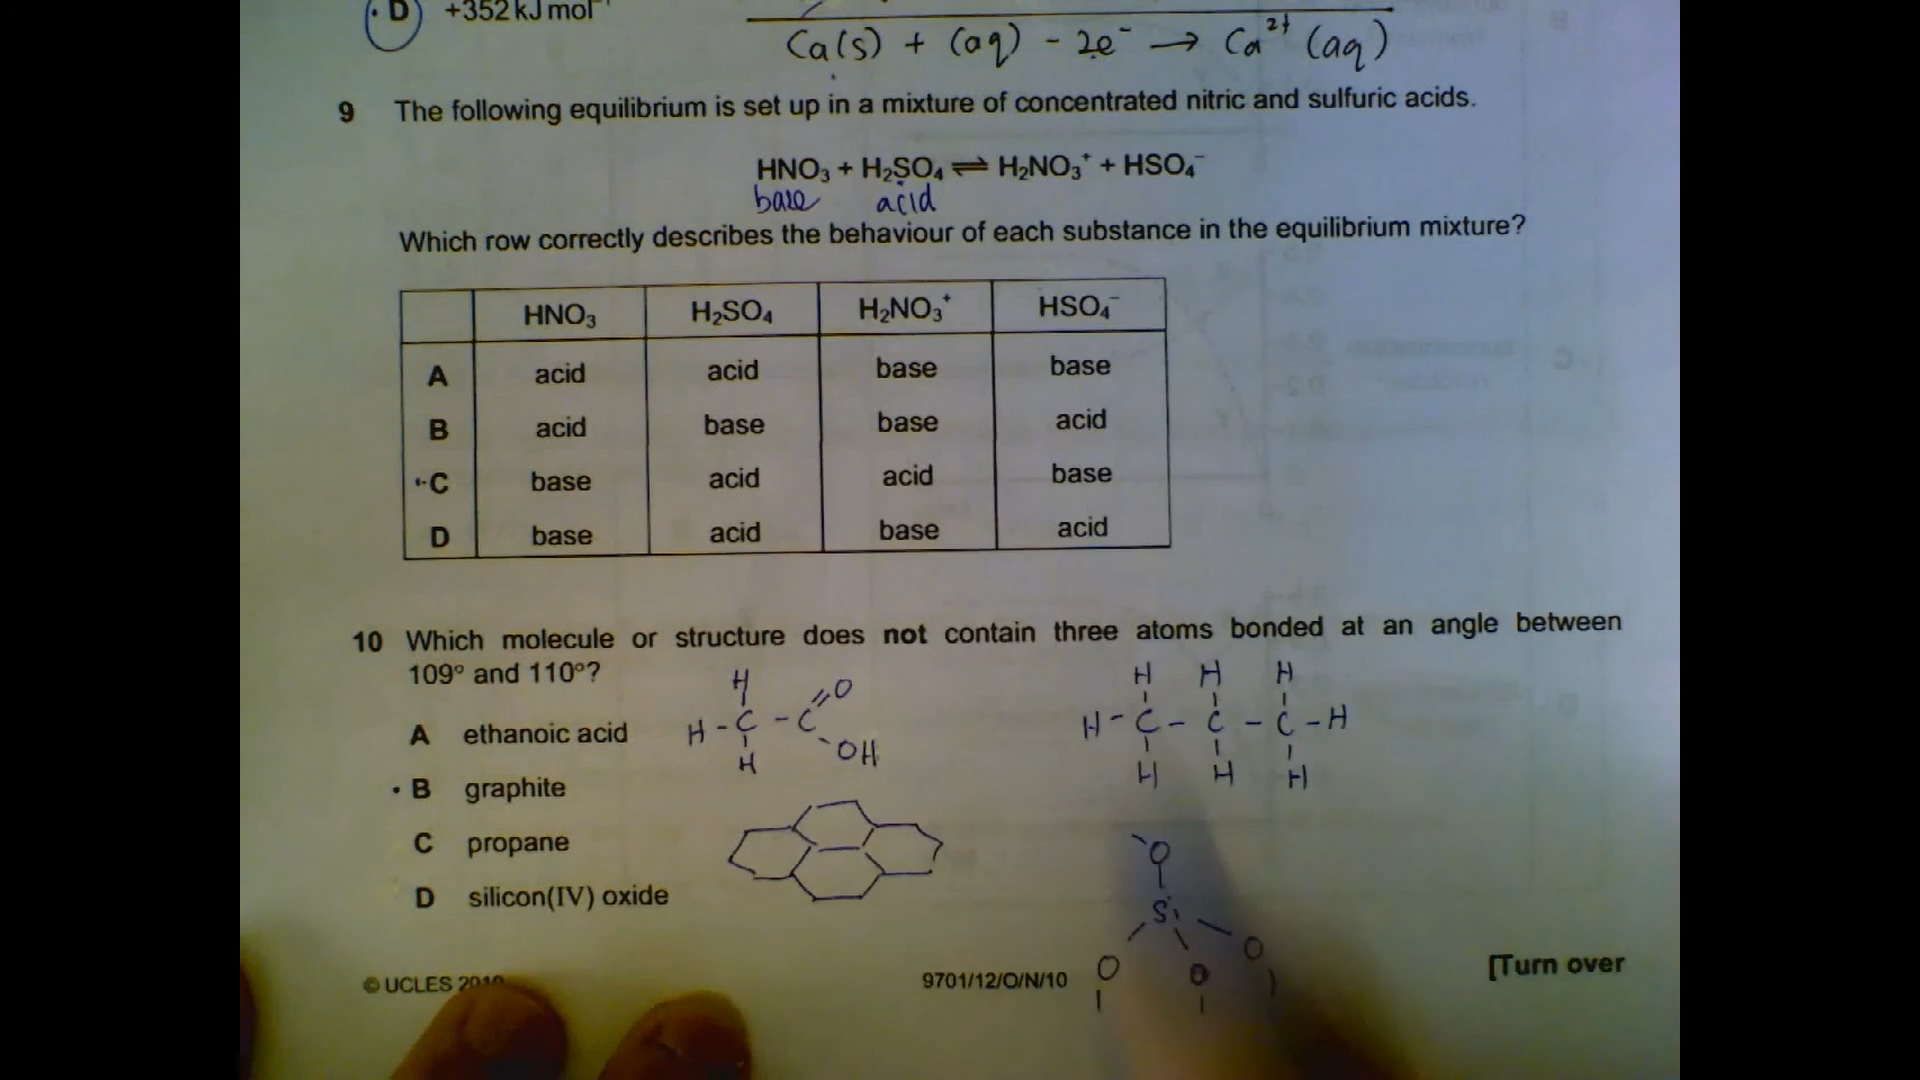 D +352 kJ mol⁻¹
Ca(s) + (aq) - 2e⁻ → Ca²⁺ (aq)
9 The following equilibrium is set up in a mixture of concentrated nitric and sulfuric acids.
HNO₃ + H₂SO₄ ⇌ H₂NO₃⁺ + HSO₄⁻
base acid
Which row correctly describes the behaviour of each substance in the equilibrium mixture?
HNO₃ H₂SO₄ H₂NO₃⁺ HSO₄⁻
A acid acid base base
B acid base base acid
C base acid acid base
D base acid base acid
10 Which molecule or structure does not contain three atoms bonded at an angle between
109° and 110°?
H O
H - C - C
H OH
H H H
H - C - C - C - H
H H H
A ethanoic acid
B graphite
C propane
D silicon(IV) oxide
O
Si
O O O
© UCLES 2010 9701/12/O/N/10 [Turn over